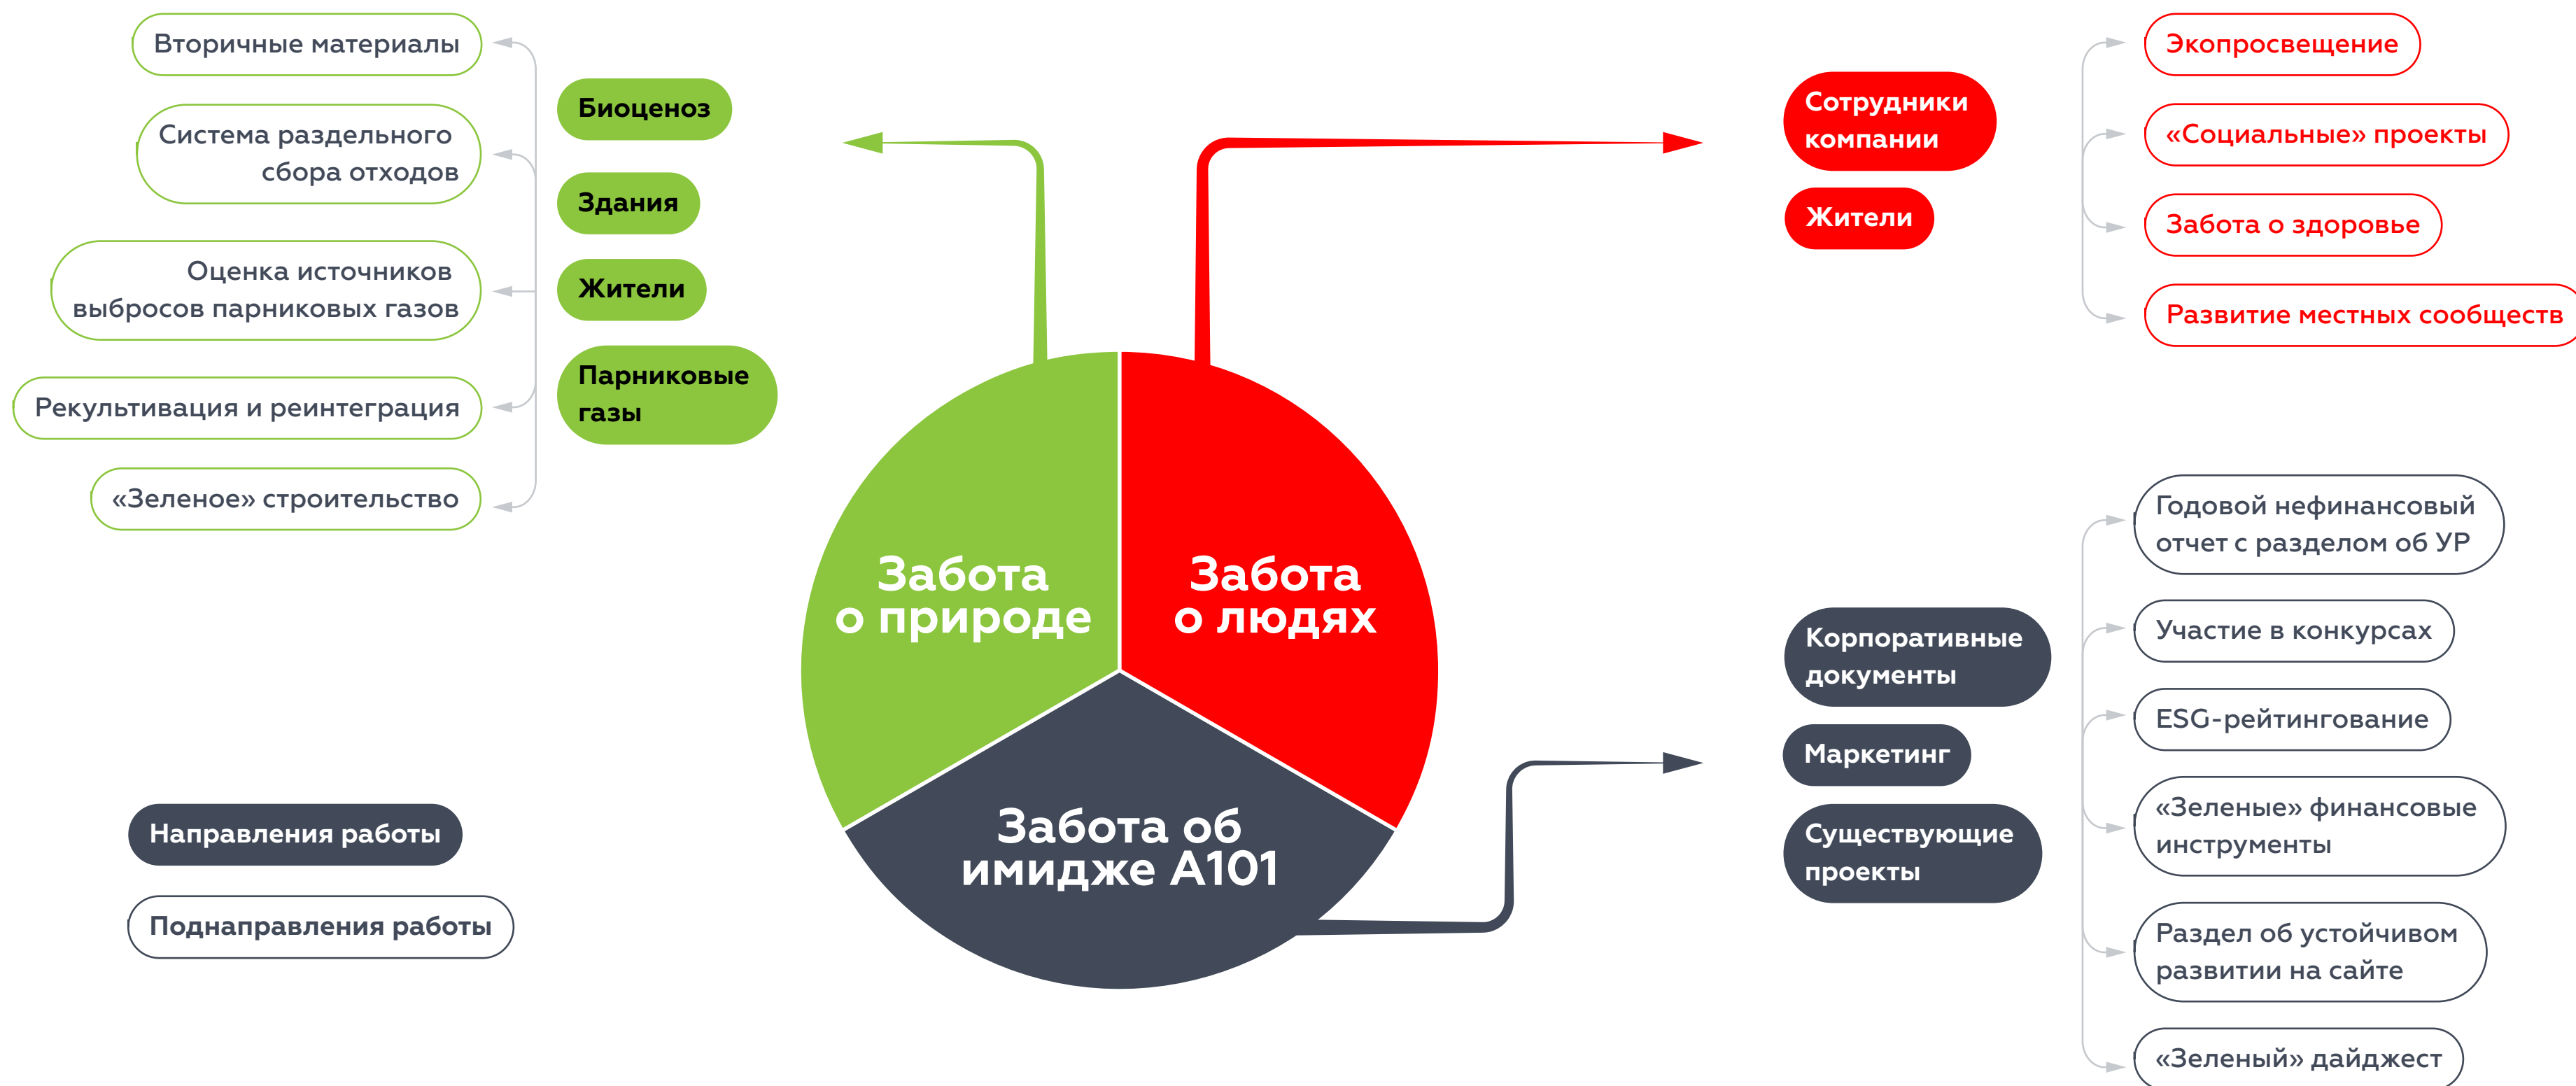 Вторичные материалы
Система раздельного
сбора отходов
Оценка источников
выбросов парниковых газов
Рекультивация и реинтеграция
«Зеленое» строительство
Биоценоз
Здания
Жители
Парниковые
газы
Забота
о природе
Забота
о людях
Забота об
имидже А101
Сотрудники
компании
Жители
Экопросвещение
«Социальные» проекты
Забота о здоровье
Развитие местных сообществ
Корпоративные
документы
Маркетинг
Существующие
проекты
Годовой нефинансовый
отчет с разделом об УР
Участие в конкурсах
ESG-рейтингование
«Зеленые» финансовые
инструменты
Раздел об устойчивом
развитии на сайте
«Зеленый» дайджест
Направления работы
Поднаправления работы